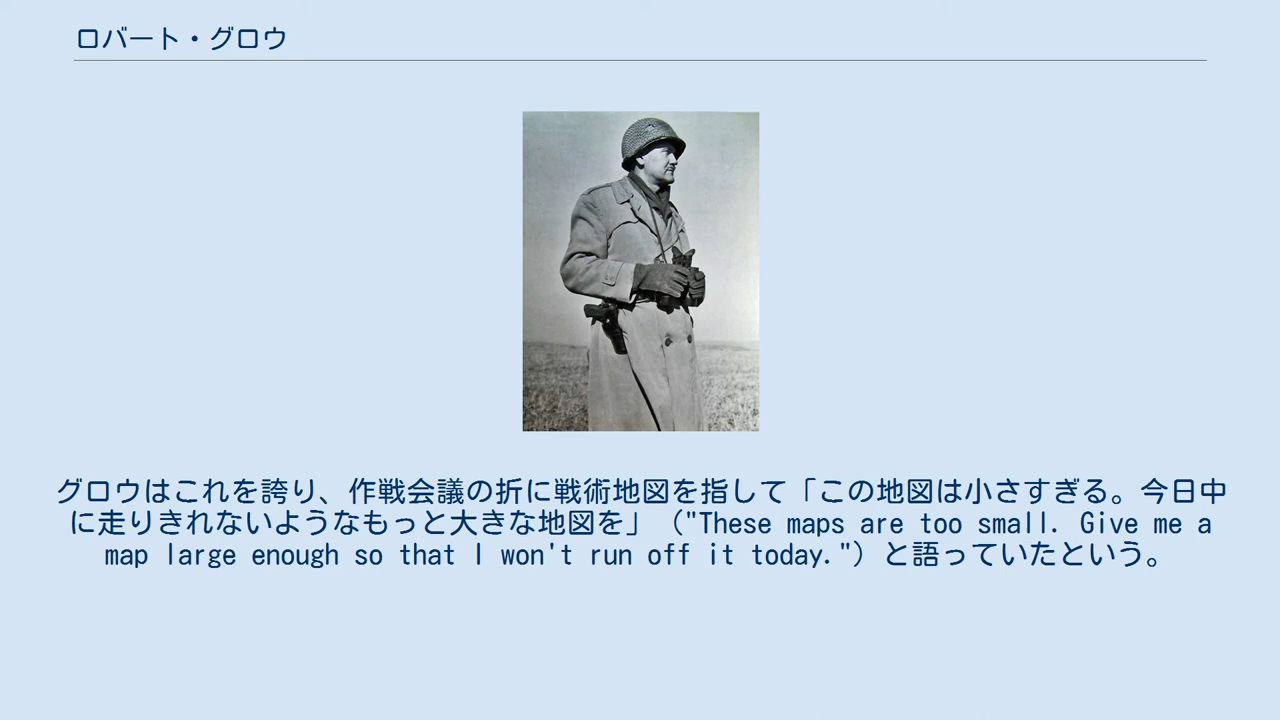 ロバート・グロウ
グロウはこれを誇り、作戦会議の折に戦術地図を指して「この地図は小さすぎる。今日中
に走りきれないようなもっと大きな地図を」（"These maps are too small. Give me a
map large enough so that I won't run off it today."）と語っていたという。